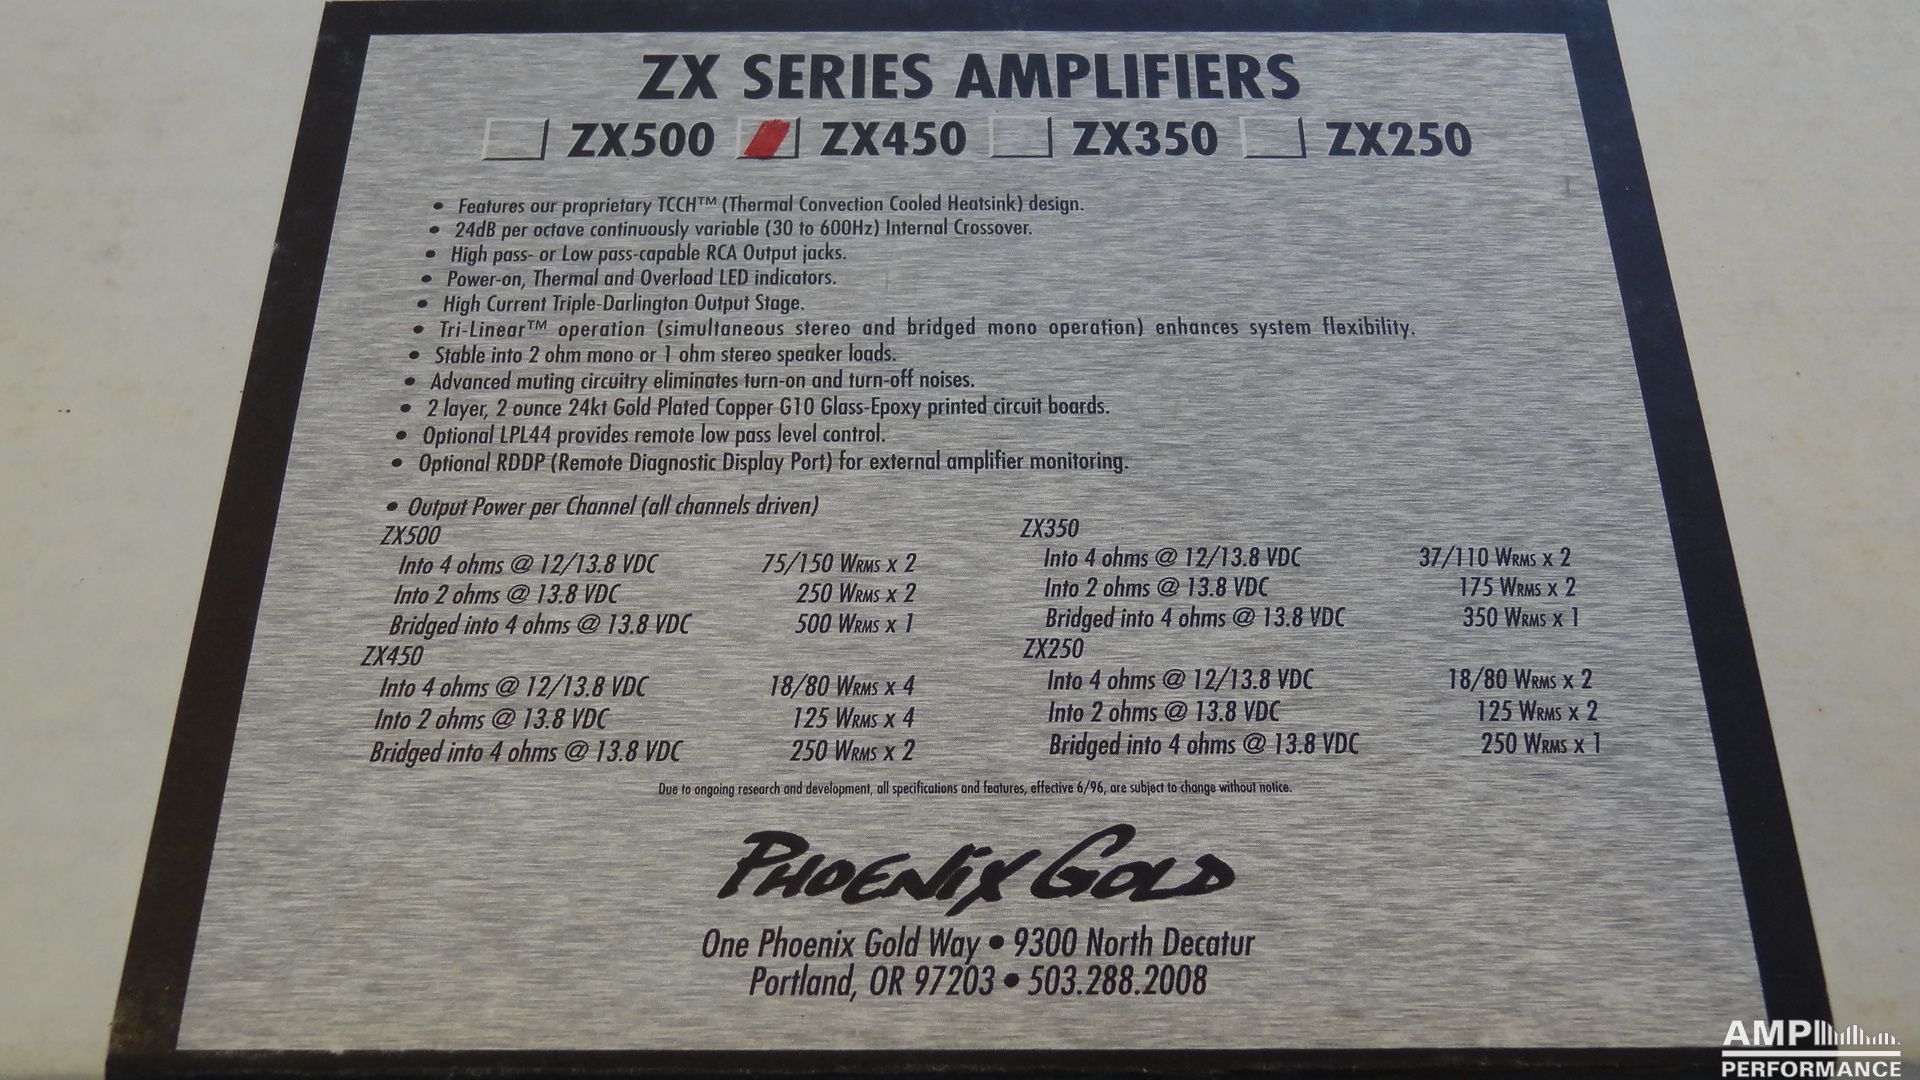 ZX SERIES AMPLIFIERS
ZX500 ZX450 ZX350 ZX250
• Features our proprietary TCCH™ (Thermal Convection Cooled Heatsink) design.
• 24dB per octave continuously variable (30 to 600Hz) Internal Crossover.
• High pass- or Low pass-capable RCA Output jacks.
• Power-on, Thermal and Overload LED indicators.
• High Current Triple-Darlington Output Stage.
• Tri-Linear™ operation (simultaneous stereo and bridged mono operation) enhances system flexibility.
• Stable into 2 ohm mono or 1 ohm stereo speaker loads.
• Advanced muting circuitry eliminates turn-on and turn-off noises.
• 2 layer, 2 ounce 24kt Gold Plated Copper G10 Glass-Epoxy printed circuit boards.
• Optional LPL44 provides remote low pass level control.
• Optional RDDP (Remote Diagnostic Display Port) for external amplifier monitoring.
• Output Power per Channel (all channels driven)
ZX500
Into 4 ohms @ 12/13.8 VDC 75/150 WRMS x 2
Into 2 ohms @ 13.8 VDC 250 WRMS x 2
Bridged into 4 ohms @ 13.8 VDC 500 WRMS x 1
ZX450
Into 4 ohms @ 12/13.8 VDC 18/80 WRMS x 4
Into 2 ohms @ 13.8 VDC 125 WRMS x 4
Bridged into 4 ohms @ 13.8 VDC 250 WRMS x 2
ZX350
Into 4 ohms @ 12/13.8 VDC 37/110 WRMS x 2
Into 2 ohms @ 13.8 VDC 175 WRMS x 2
Bridged into 4 ohms @ 13.8 VDC 350 WRMS x 1
ZX250
Into 4 ohms @ 12/13.8 VDC 18/80 WRMS x 2
Into 2 ohms @ 13.8 VDC 125 WRMS x 2
Bridged into 4 ohms @ 13.8 VDC 250 WRMS x 1
Due to ongoing research and development, all specifications and features, effective 6/96, are subject to change without notice.
PHOENIX GOLD
One Phoenix Gold Way • 9300 North Decatur
Portland, OR 97203 • 503.288.2008
AMP
PERFORMANCE